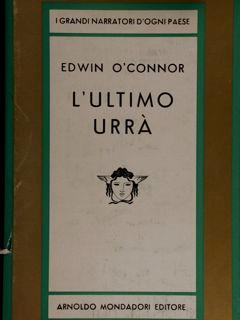 I GRANDI NARRATORI D'OGNI PAESE
EDWIN O'CONNOR
L'ULTIMO
URRÀ
ARNOLDO MONDADORI EDITORE